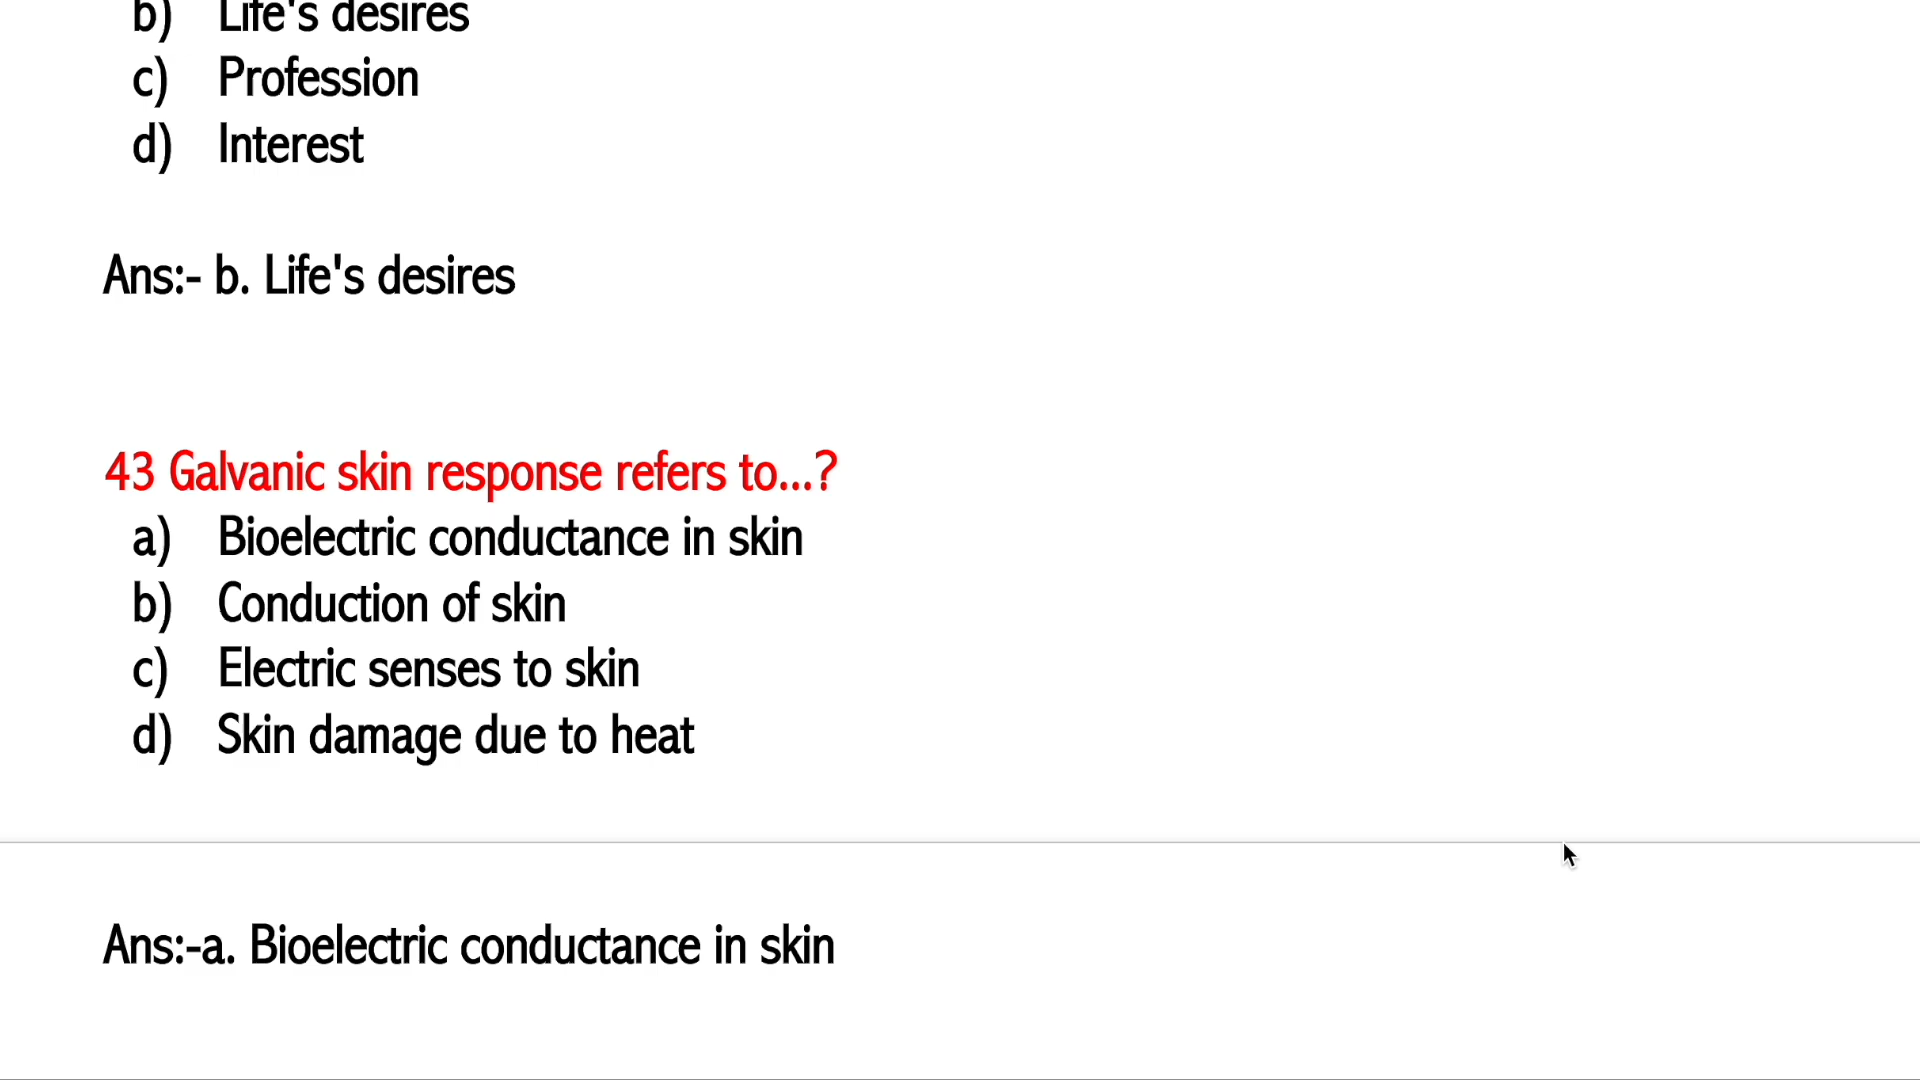 b) Life's desires
c) Profession
d) Interest
Ans:- b. Life's desires
43 Galvanic skin response refers to...?
a) Bioelectric conductance in skin
b) Conduction of skin
c) Electric senses to skin
d) Skin damage due to heat
Ans:-a. Bioelectric conductance in skin